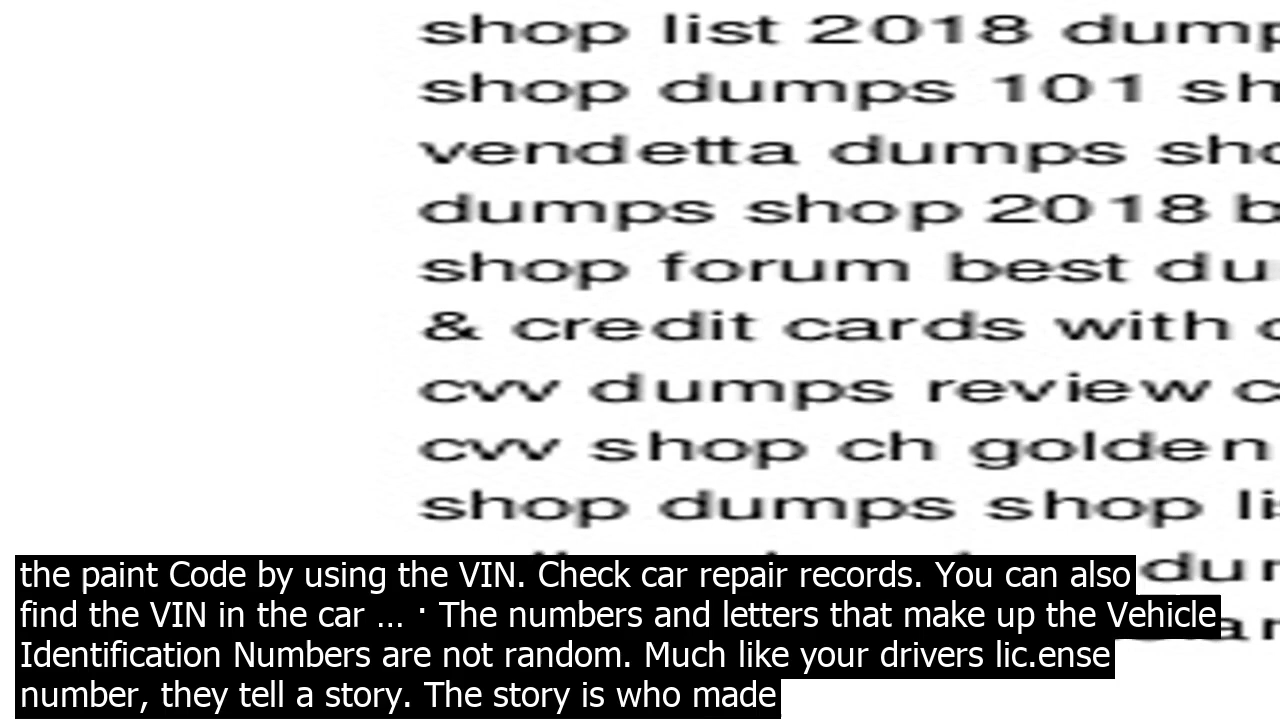 shop list 2018
shop dumps 101
vendetta dumps
dumps shop 2018
shop forum best
& credit cards with
cvv dumps review
cvv shop ch golden
shop dumps shop
the paint Code by using the VIN. Check car repair records. You can also
find the VIN in the car ... · The numbers and letters that make up the Vehicle
Identification Numbers are not random. Much like your drivers lic.ense
number, they tell a story. The story is who made